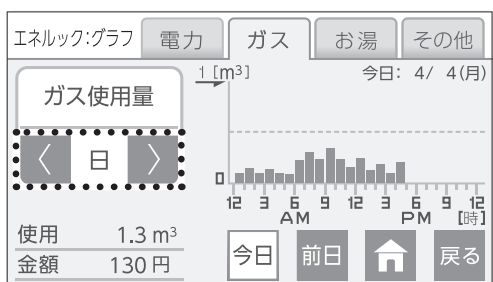 エネルック:グラフ 電力 ガス お湯 その他
ガス使用量
1 [m³] 今日: 4/ 4(月)
日
0
12 3 6 9 12 3 6 9 12
AM PM [時]
使用 1.3 m³
金額 130 円
今日 前日 戻る